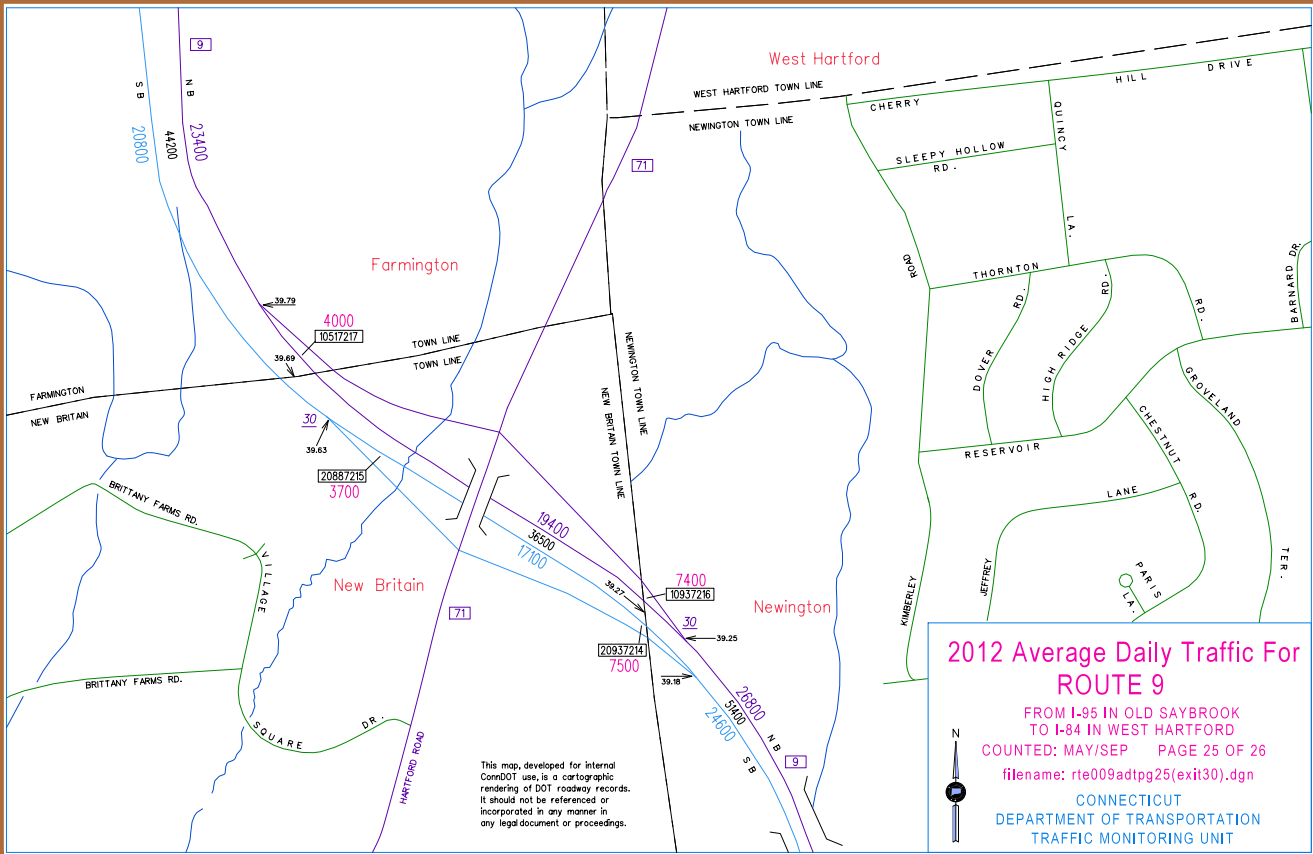 9
N B
S B
23400
44200
20800
West Hartford
WEST HARTFORD TOWN LINE
NEWINGTON TOWN LINE
71
CHERRY HILL DRIVE
QUINCY LA.
SLEEPY HOLLOW RD.
ROAD
THORNTON RD.
BARNARD DR.
DOVER RD.
HIGH RIDGE RD.
GROVELAND TER.
CHESTNUT RD.
RESERVOIR
JEFFREY LANE
PARIS LA.
KIMBERLEY
Farmington
39.79
4000
10517217
39.69
TOWN LINE
TOWN LINE
FARMINGTON
NEW BRITAIN
NEWINGTON TOWN LINE
NEW BRITAIN TOWN LINE
30
39.63
20887215
3700
BRITTANY FARMS RD.
VILLAGE SQUARE DR.
BRITTANY FARMS RD.
New Britain
71
HARTFORD ROAD
19400
36500
17100
39.27
7400
10937216
Newington
30
39.25
20937214
7500
39.18
26800
51400
24600
N B
S B
9
This map, developed for internal
ConnDOT use, is a cartographic
rendering of DOT roadway records.
It should not be referenced or
incorporated in any manner in
any legal document or proceedings.
2012 Average Daily Traffic For
ROUTE 9
FROM I-95 IN OLD SAYBROOK
TO I-84 IN WEST HARTFORD
COUNTED: MAY/SEP PAGE 25 OF 26
filename: rte009adtpg25(exit30).dgn
N
CONNECTICUT
DEPARTMENT OF TRANSPORTATION
TRAFFIC MONITORING UNIT